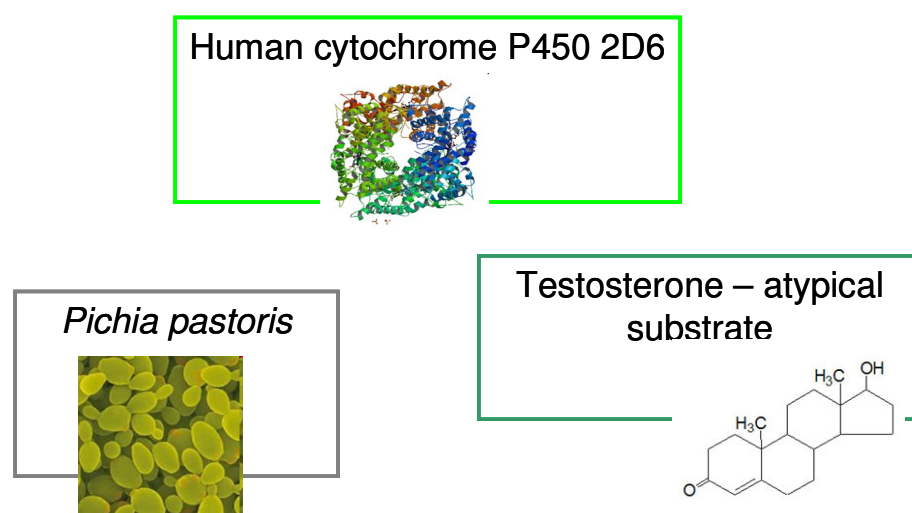 Human cytochrome P450 2D6
Pichia pastoris
Testosterone – atypical
substrate
H₃C
OH
H₃C
O